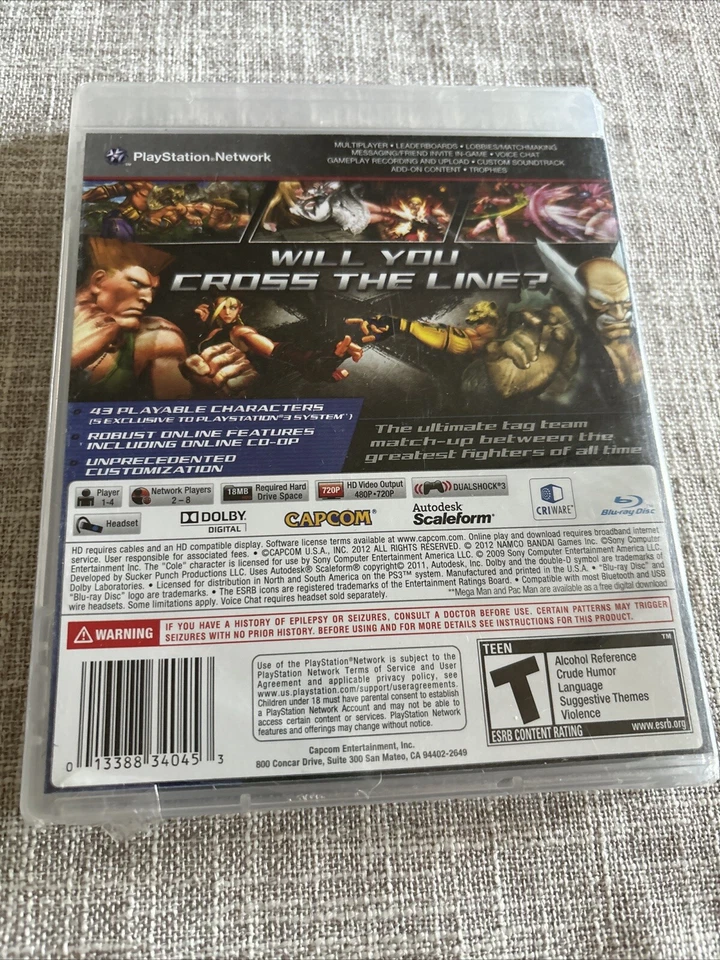 PlayStation®Network
MULTIPLAYER • LEADERBOARDS • LOBBIES/MATCHMAKING
MESSAGING/FRIEND INVITE IN-GAME • VOICE CHAT
GAMEPLAY RECORDING AND UPLOAD • CUSTOM SOUNDTRACK
ADD-ON CONTENT • TROPHIES
WILL YOU
CROSS THE LINE?
43 PLAYABLE CHARACTERS
(5 EXCLUSIVE TO PLAYSTATION®3 SYSTEM**)
ROBUST ONLINE FEATURES
INCLUDING ONLINE CO-OP
UNPRECEDENTED
CUSTOMIZATION
The ultimate tag team
match-up between the
greatest fighters of all time
Player
1-4
Network Players
2 – 8
18MB
Required Hard
Drive Space
720P
HD Video Output
480P•720P
DUALSHOCK®3
Headset
DOLBY
DIGITAL
CAPCOM
Autodesk®
Scaleform®
CRIWARE™
Blu-ray Disc
HD requires cables and an HD compatible display. Software license terms available at www.capcom.com. Online play and download requires broadband internet
service. User responsible for associated fees. • ©CAPCOM U.S.A., INC. 2012 ALL RIGHTS RESERVED. © 2012 NAMCO BANDAI Games Inc. ©Sony Computer
Entertainment Inc. The "Cole" character is licensed for use by Sony Computer Entertainment America LLC. © 2009 Sony Computer Entertainment America LLC.
Developed by Sucker Punch Productions LLC. Uses Autodesk® Scaleform® copyright© 2011, Autodesk, Inc. Dolby and the double-D symbol are trademarks of
Dolby Laboratories. • Licensed for distribution in North and South America on the PS3™ system. Manufactured and printed in the U.S.A. • "Blu-ray Disc" and
"Blu-ray Disc" logo are trademarks. • The ESRB icons are registered trademarks of the Entertainment Ratings Board. • Compatible with most Bluetooth and USB
wire headsets. Some limitations apply. Voice Chat requires headset sold separately.
**Mega Man and Pac Man are available as a free digital download!
WARNING
IF YOU HAVE A HISTORY OF EPILEPSY OR SEIZURES, CONSULT A DOCTOR BEFORE USE. CERTAIN PATTERNS MAY TRIGGER
SEIZURES WITH NO PRIOR HISTORY. BEFORE USING AND FOR MORE DETAILS SEE INSTRUCTIONS FOR THIS PRODUCT.
0 13388 34045 3
Use of the PlayStation®Network is subject to the
PlayStation Network Terms of Service and User
Agreement and applicable privacy policy, see
www.us.playstation.com/support/useragreements.
Children under 18 must have parental consent to establish
a PlayStation Network Account and may not be able to
access certain content or services. PlayStation Network
features and offerings may change without notice.
Capcom Entertainment, Inc.
800 Concar Drive, Suite 300 San Mateo, CA 94402-2649
TEEN
T
™
Alcohol Reference
Crude Humor
Language
Suggestive Themes
Violence
ESRB CONTENT RATING
www.esrb.org